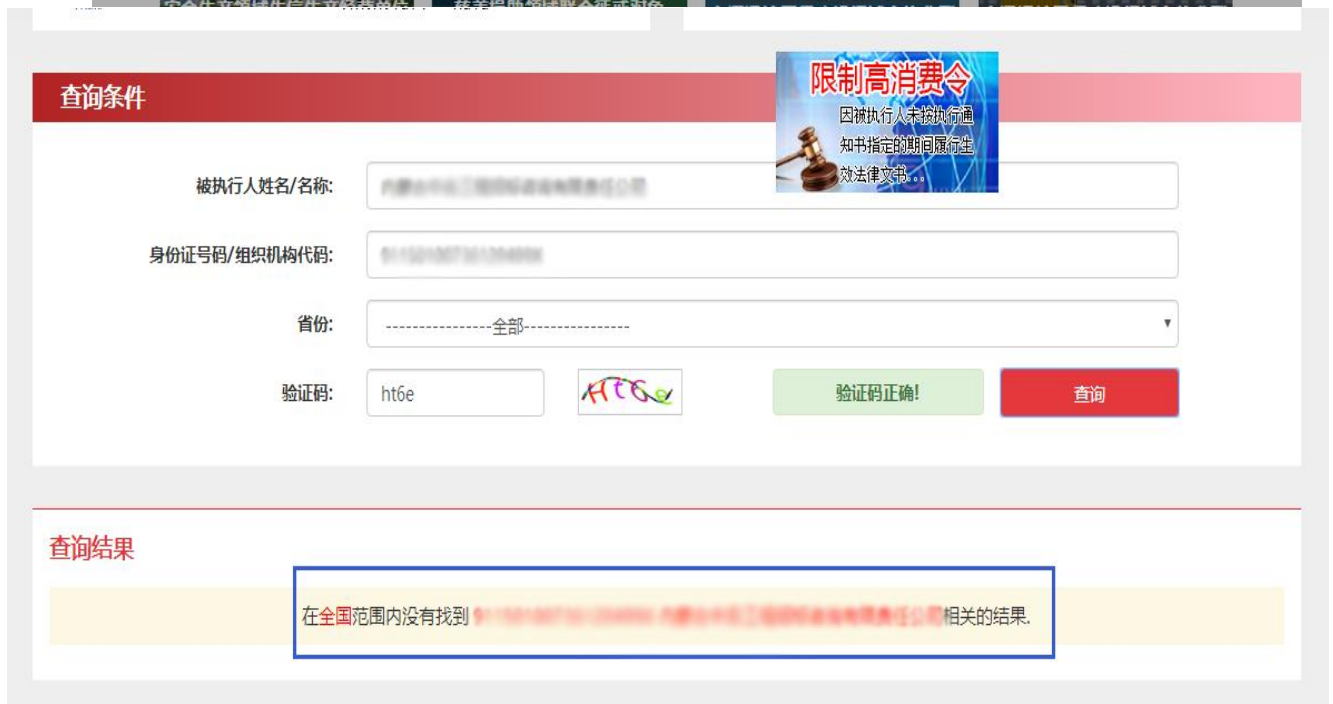 查询条件
限制高消费令
因被执行人未按执行通
知书指定的期间履行生
效法律文书...
被执行人姓名/名称:
身份证号码/组织机构代码:
省份: ----------------全部----------------
验证码: ht6e Ht6e 验证码正确! 查询
查询结果
在全国范围内没有找到 相关的结果.